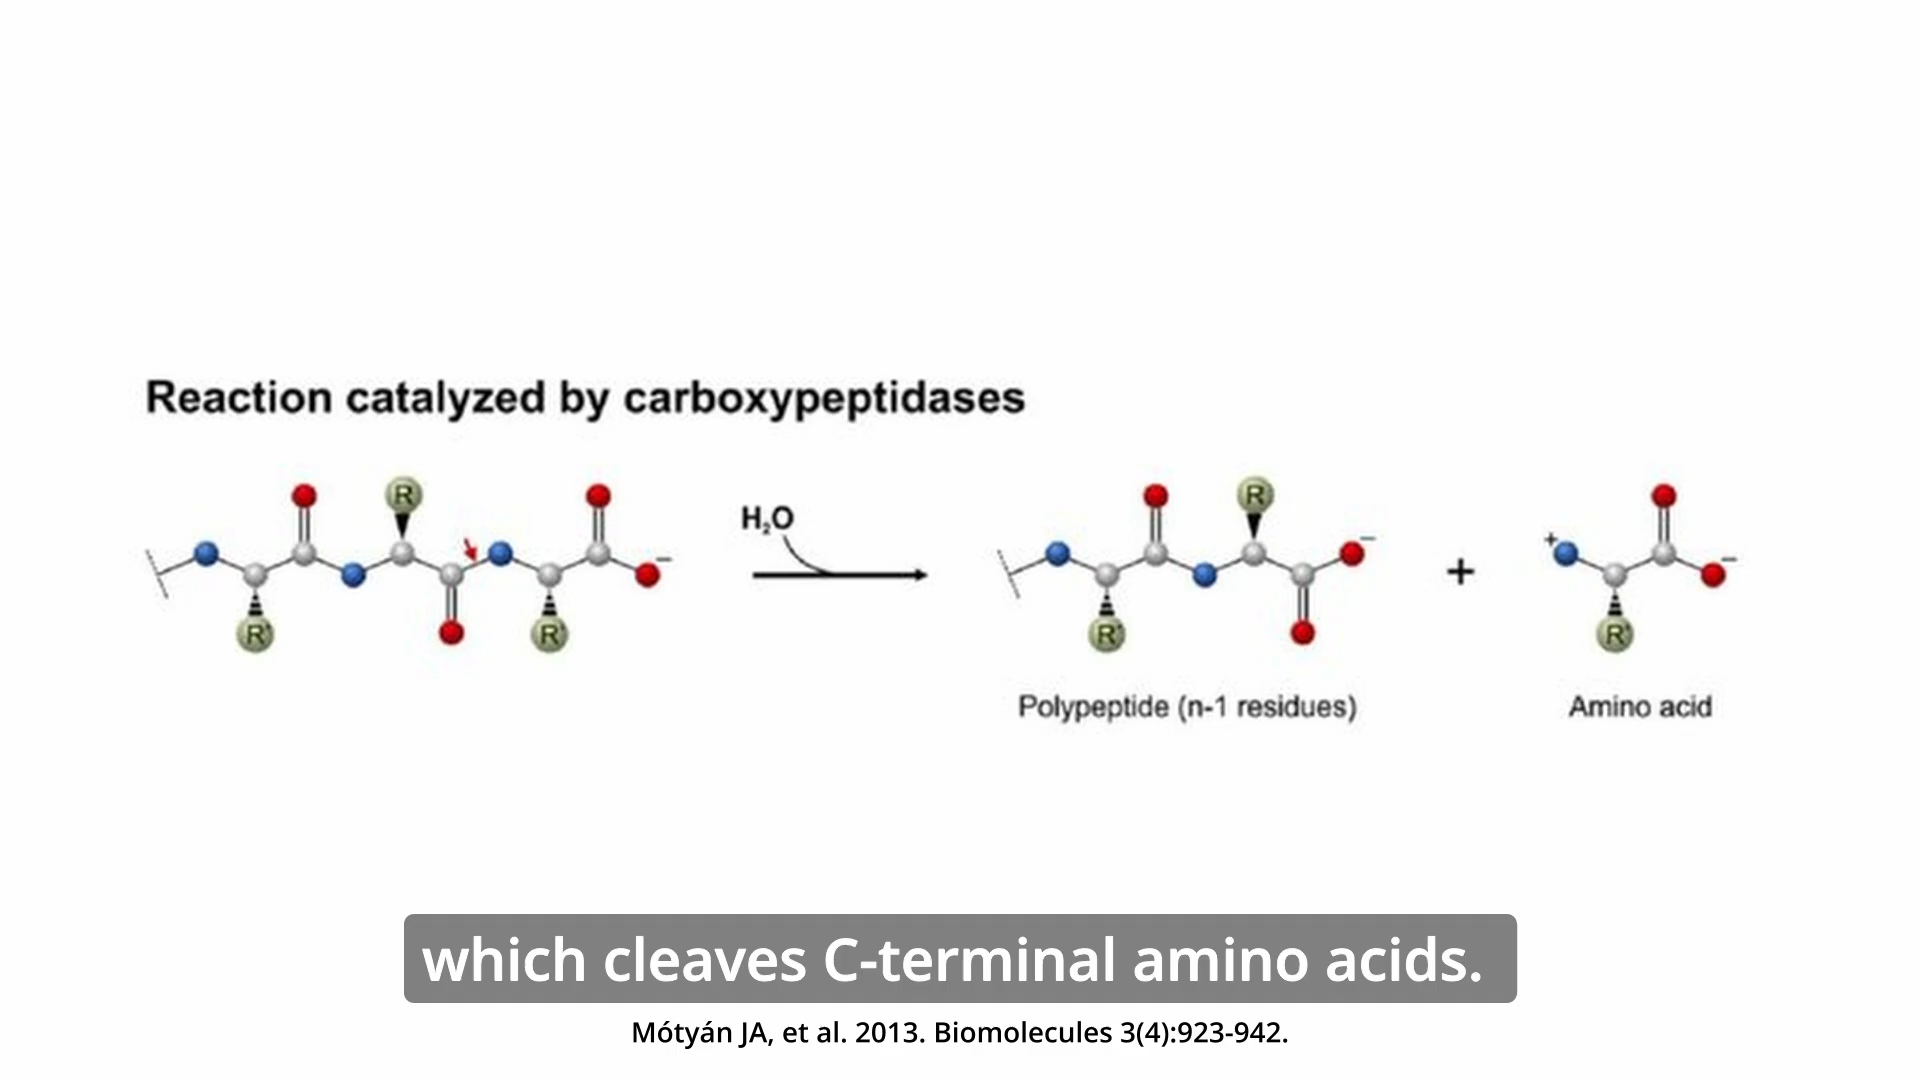 Reaction catalyzed by carboxypeptidases
R R
H₂O
R' R' R' R'
+ − − + −
Polypeptide (n-1 residues) Amino acid
which cleaves C-terminal amino acids.
Mótyán JA, et al. 2013. Biomolecules 3(4):923-942.